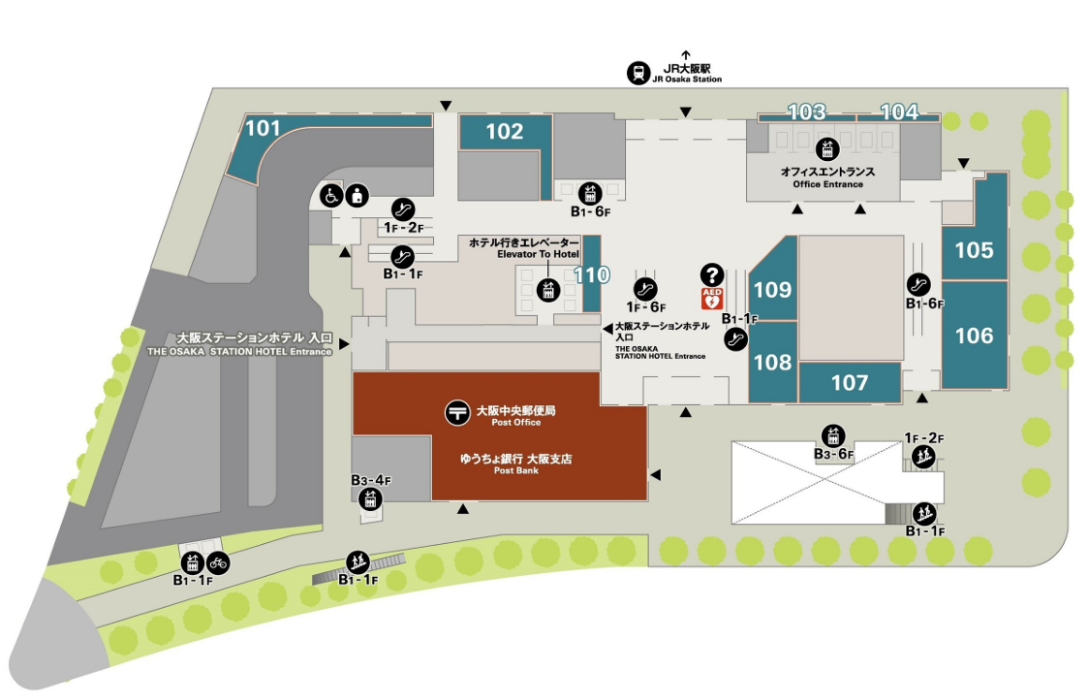 JR大阪駅
JR Osaka Station
101
102
103
104
オフィスエントランス
Office Entrance
B1-6F
1F-2F
ホテル行きエレベーター
Elevator To Hotel
B1-1F
110
1F-6F
?
AED
B1-1F
109
105
B1-6F
106
大阪ステーションホテル 入口
THE OSAKA STATION HOTEL Entrance
大阪ステーションホテル
入口
THE OSAKA
STATION HOTEL Entrance
108
107
大阪中央郵便局
Post Office
ゆうちょ銀行 大阪支店
Post Bank
B3-6F
1F-2F
B3-4F
B1-1F
B1-1F
B1-1F